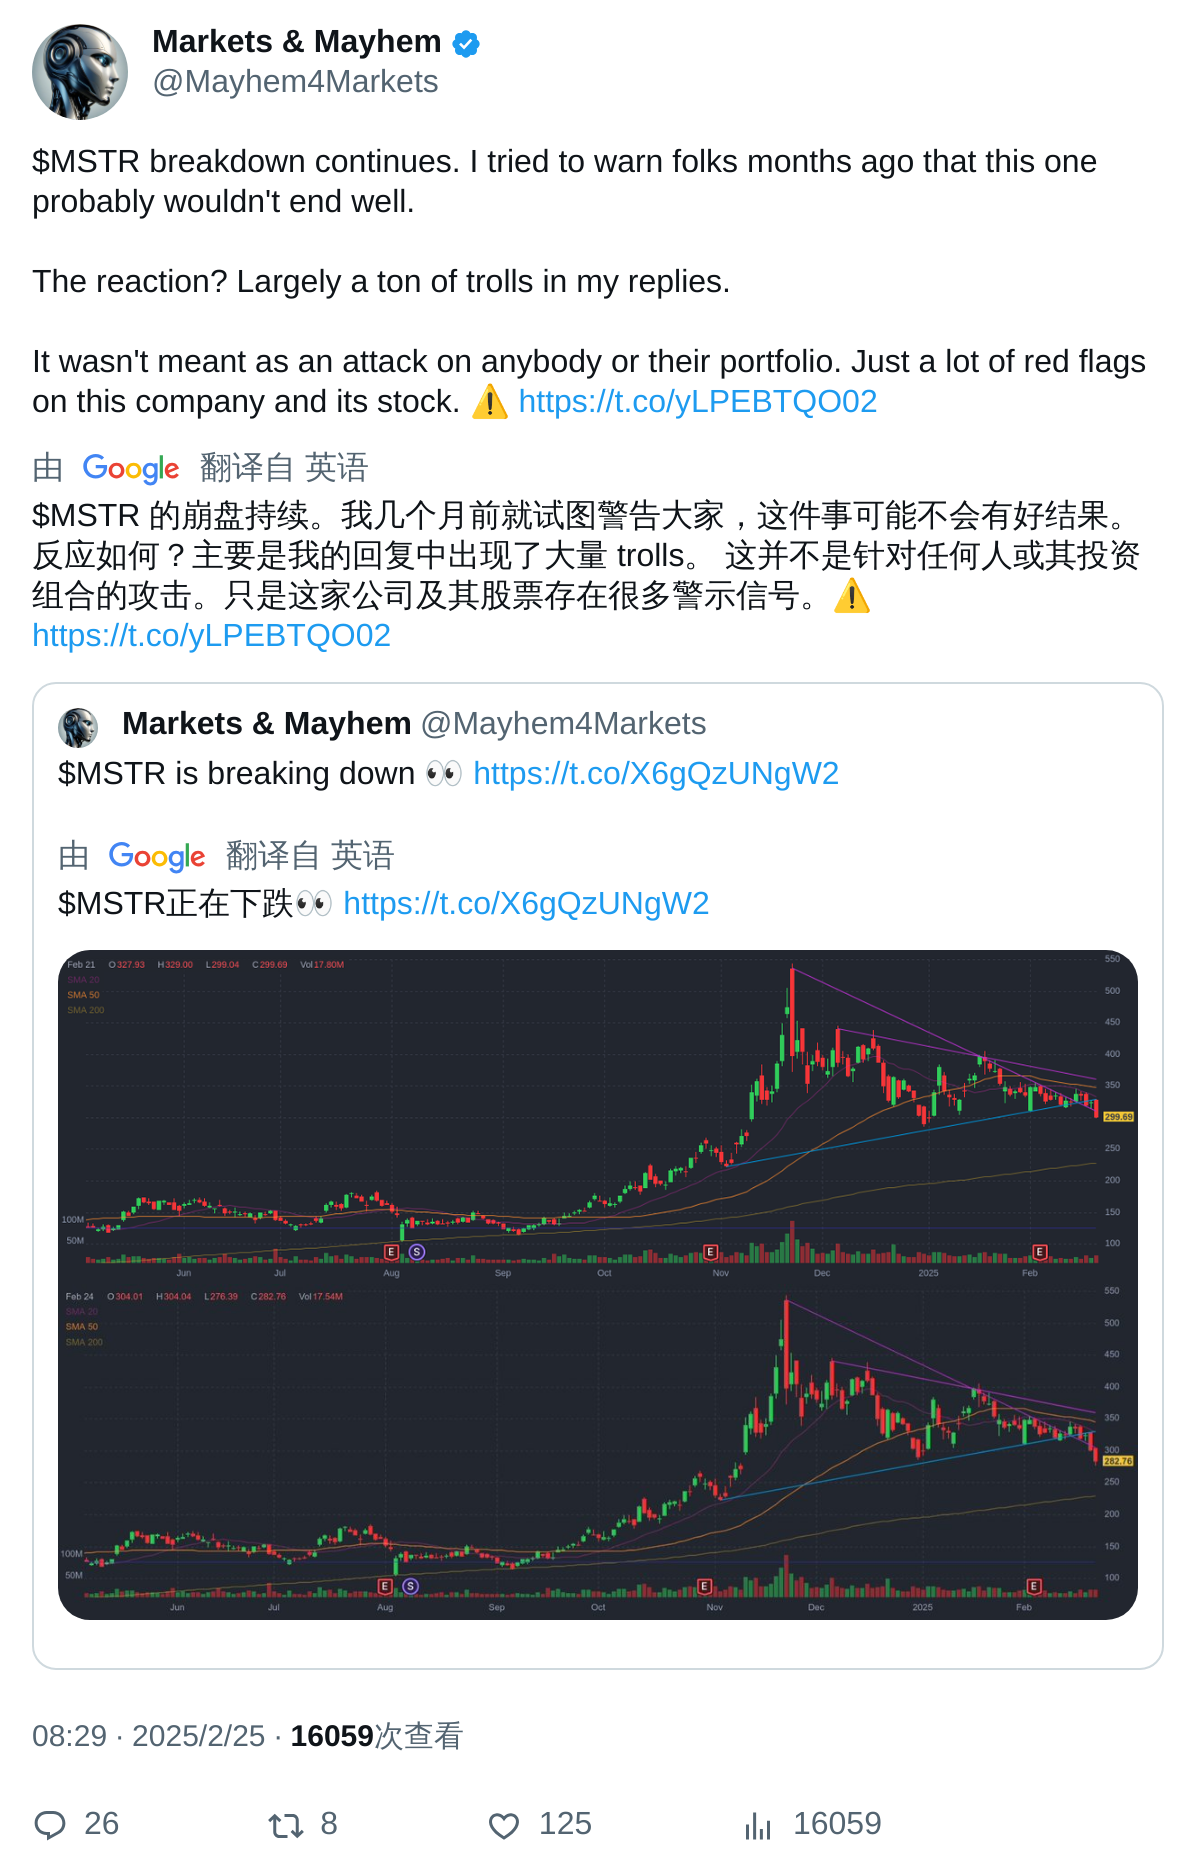 Markets & Mayhem
@Mayhem4Markets
$MSTR breakdown continues. I tried to warn folks months ago that this one
probably wouldn't end well.
The reaction? Largely a ton of trolls in my replies.
It wasn't meant as an attack on anybody or their portfolio. Just a lot of red flags
on this company and its stock. ⚠️ https://t.co/yLPEBTQO02
由 Google 翻译自 英语
$MSTR 的崩盘持续。我几个月前就试图警告大家，这件事可能不会有好结果。
反应如何？主要是我的回复中出现了大量 trolls。 这并不是针对任何人或其投资
组合的攻击。只是这家公司及其股票存在很多警示信号。⚠️
https://t.co/yLPEBTQO02
Markets & Mayhem @Mayhem4Markets
$MSTR is breaking down 👀 https://t.co/X6gQzUNgW2
由 Google 翻译自 英语
$MSTR正在下跌👀 https://t.co/X6gQzUNgW2
Feb 21 O327.93 H329.00 L299.04 C299.69 Vol17.80M
SMA 20
SMA 50
SMA 200
550
500
450
400
350
299.69
250
200
150
100
100M
50M
E S E E
Jun Jul Aug Sep Oct Nov Dec 2025 Feb
Feb 24 O304.01 H304.04 L276.39 C282.76 Vol17.54M
SMA 20
SMA 50
SMA 200
550
500
450
400
350
300
282.76
250
200
150
100
100M
50M
E S E E
Jun Jul Aug Sep Oct Nov Dec 2025 Feb
08:29 · 2025/2/25 · 16059次查看
26 8 125 16059